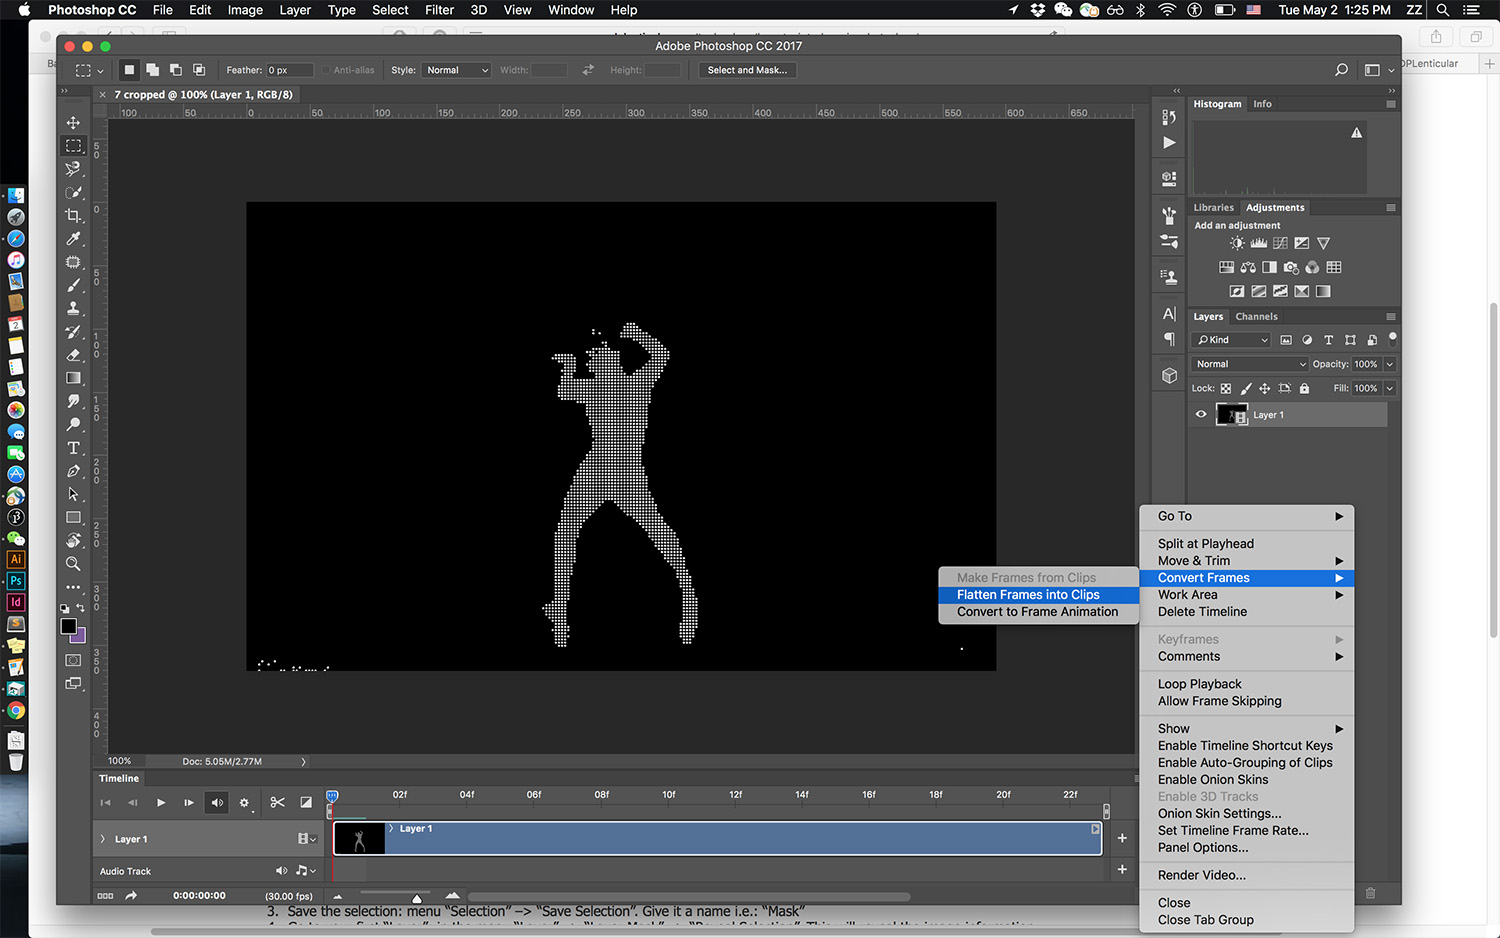 Photoshop CC File Edit Image Layer Type Select Filter 3D View Window Help
Tue May 2 1:25 PM ZZ
Adobe Photoshop CC 2017
Feather: 0 px Anti-alias Style: Normal Width: Height: Select and Mask...
DPLenticular
7 cropped @ 100% (Layer 1, RGB/8)
100 50 0 50 100 150 200 250 300 350 400 450 500 550 600 650
Histogram Info
Libraries Adjustments
Add an adjustment
Layers Channels
Kind
Normal Opacity: 100%
Lock: Fill: 100%
Layer 1
Go To
Split at Playhead
Move & Trim
Convert Frames
Work Area
Delete Timeline
Keyframes
Comments
Loop Playback
Allow Frame Skipping
Show
Enable Timeline Shortcut Keys
Enable Auto-Grouping of Clips
Enable Onion Skins
Enable 3D Tracks
Onion Skin Settings...
Set Timeline Frame Rate...
Panel Options...
Render Video...
Close
Close Tab Group
Make Frames from Clips
Flatten Frames into Clips
Convert to Frame Animation
Ai
Ps
Id
100% Doc: 5.05M/2.77M
Timeline
02f 04f 06f 08f 10f 12f 14f 16f 18f 20f 22f
Layer 1
Layer 1
Audio Track
0:00:00:00 (30.00 fps)
3. Save the selection: menu “Selection” –> “Save Selection”. Give it a name i.e.: “Mask”